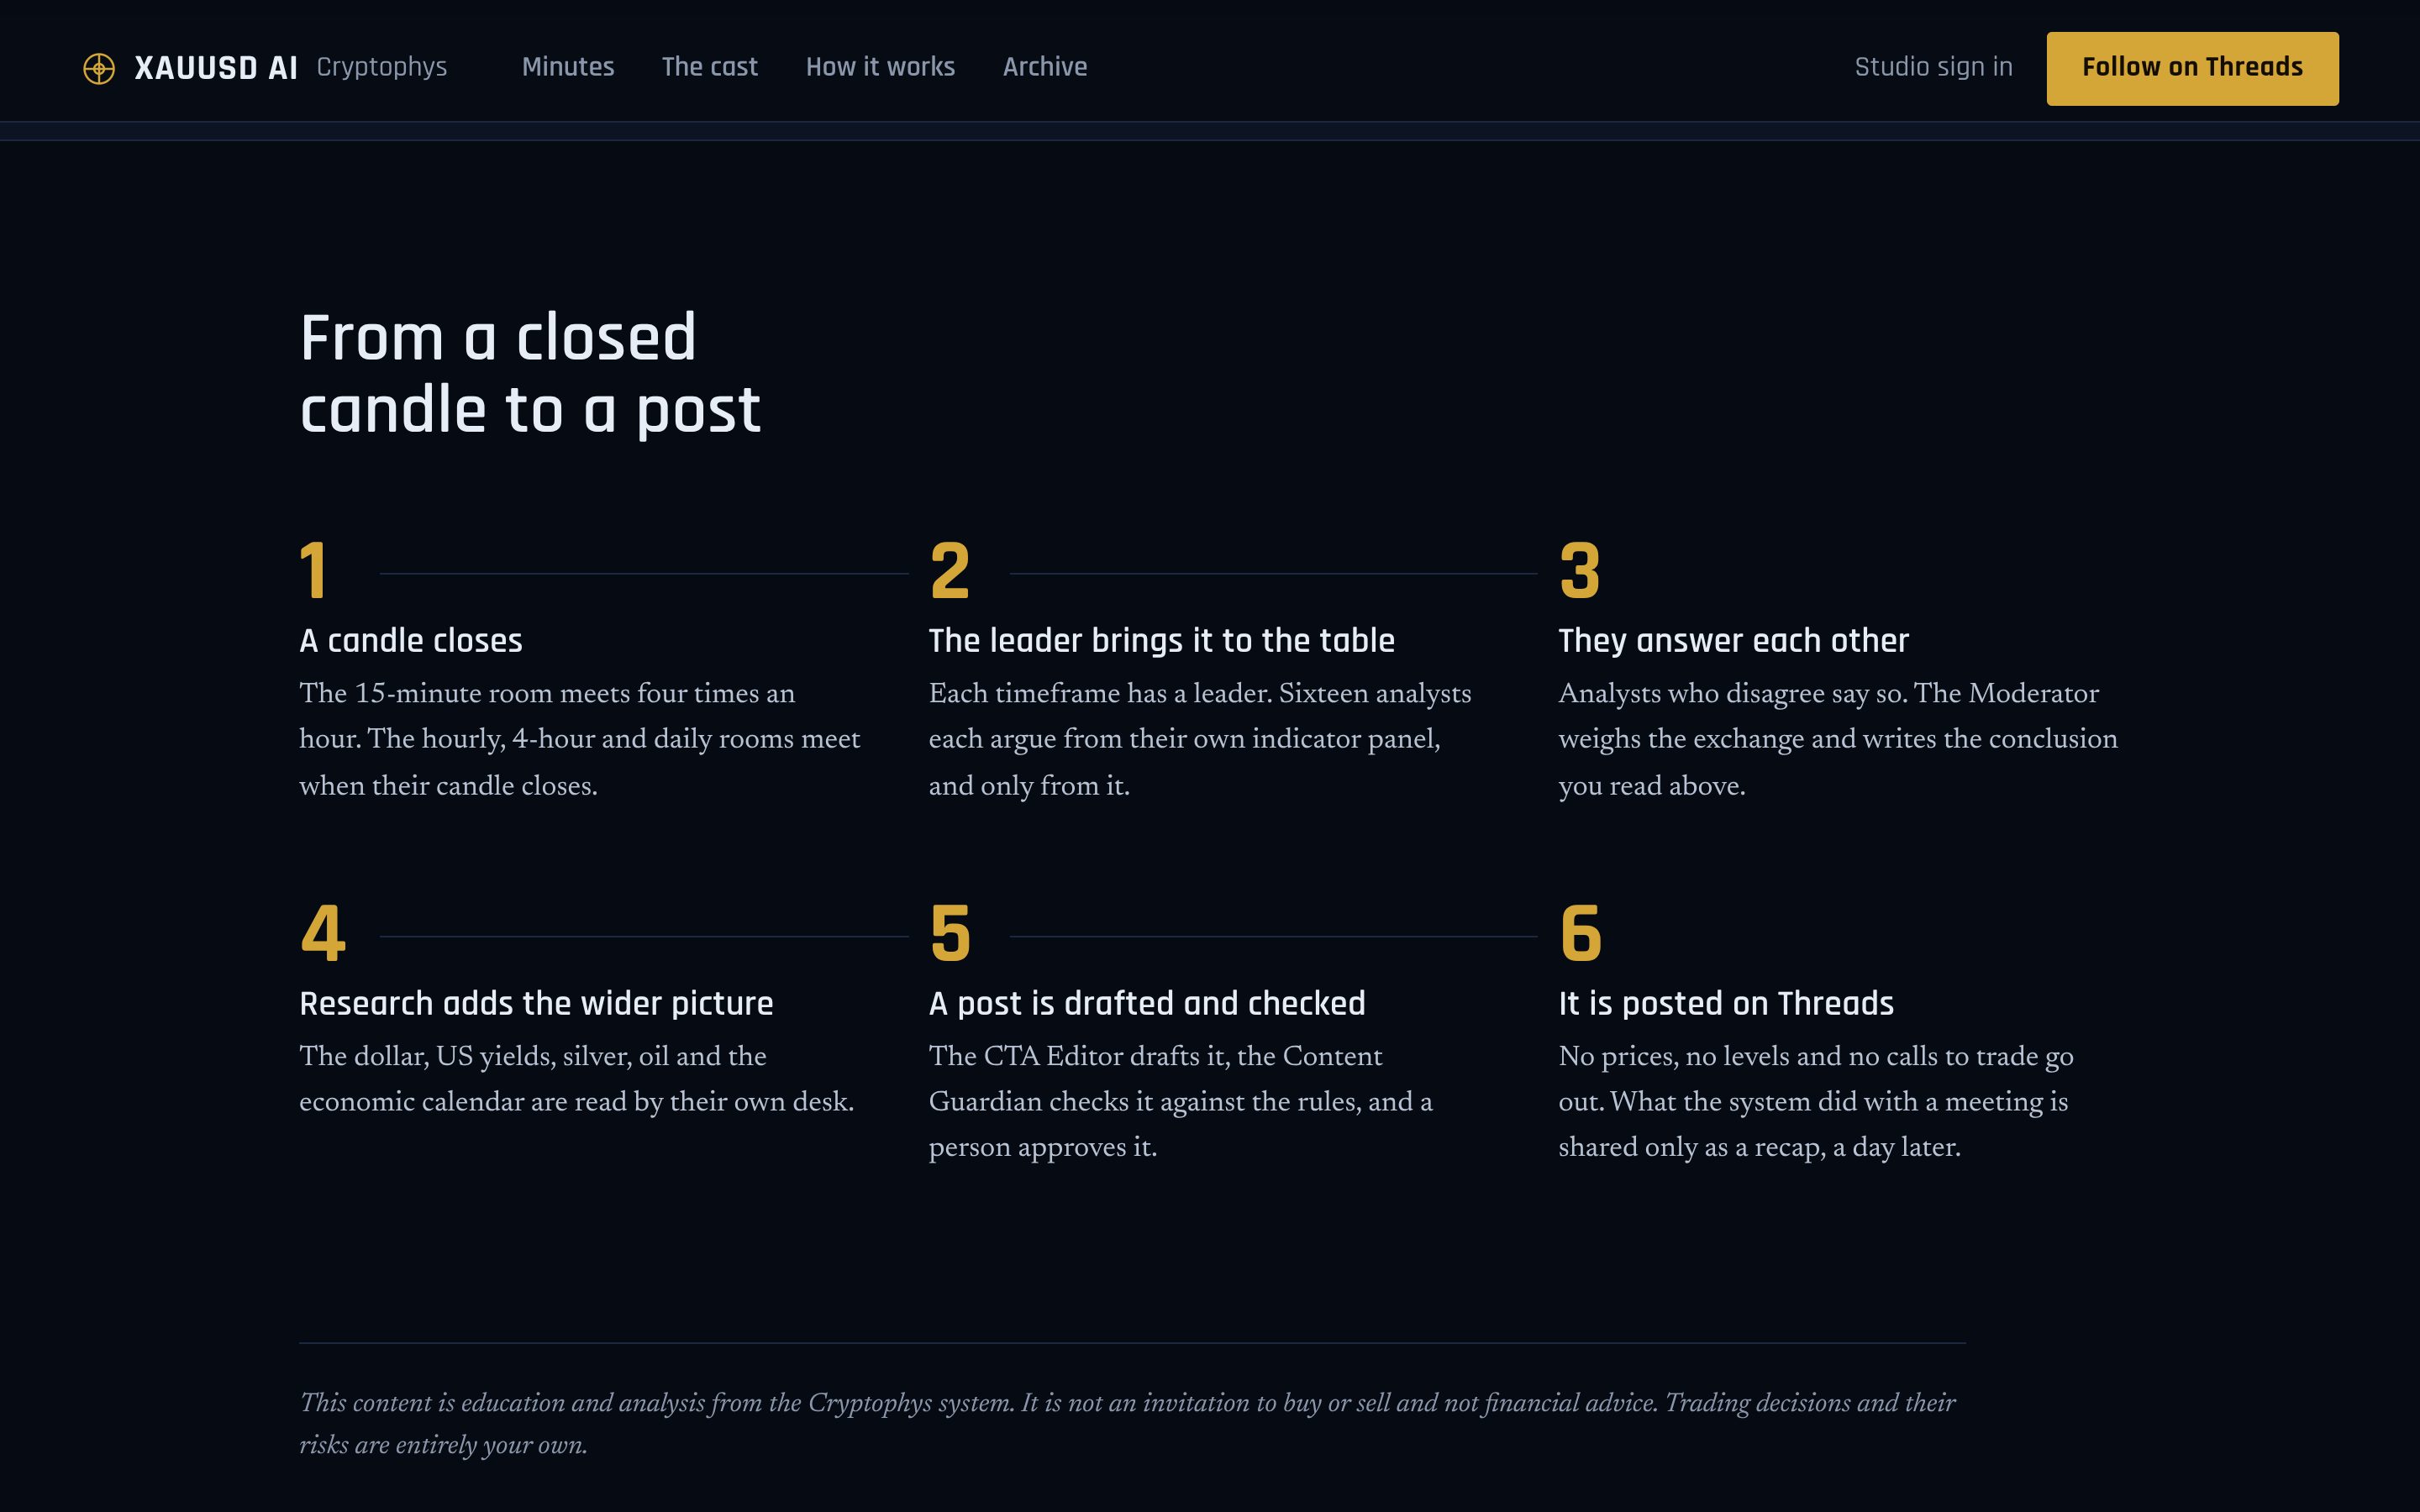 XAUUSD AI Cryptophys Minutes The cast How it works Archive Studio sign in Follow on Threads
From a closed
candle to a post
1
A candle closes
The 15-minute room meets four times an
hour. The hourly, 4-hour and daily rooms meet
when their candle closes.
2
The leader brings it to the table
Each timeframe has a leader. Sixteen analysts
each argue from their own indicator panel,
and only from it.
3
They answer each other
Analysts who disagree say so. The Moderator
weighs the exchange and writes the conclusion
you read above.
4
Research adds the wider picture
The dollar, US yields, silver, oil and the
economic calendar are read by their own desk.
5
A post is drafted and checked
The CTA Editor drafts it, the Content
Guardian checks it against the rules, and a
person approves it.
6
It is posted on Threads
No prices, no levels and no calls to trade go
out. What the system did with a meeting is
shared only as a recap, a day later.
This content is education and analysis from the Cryptophys system. It is not an invitation to buy or sell and not financial advice. Trading decisions and their
risks are entirely your own.